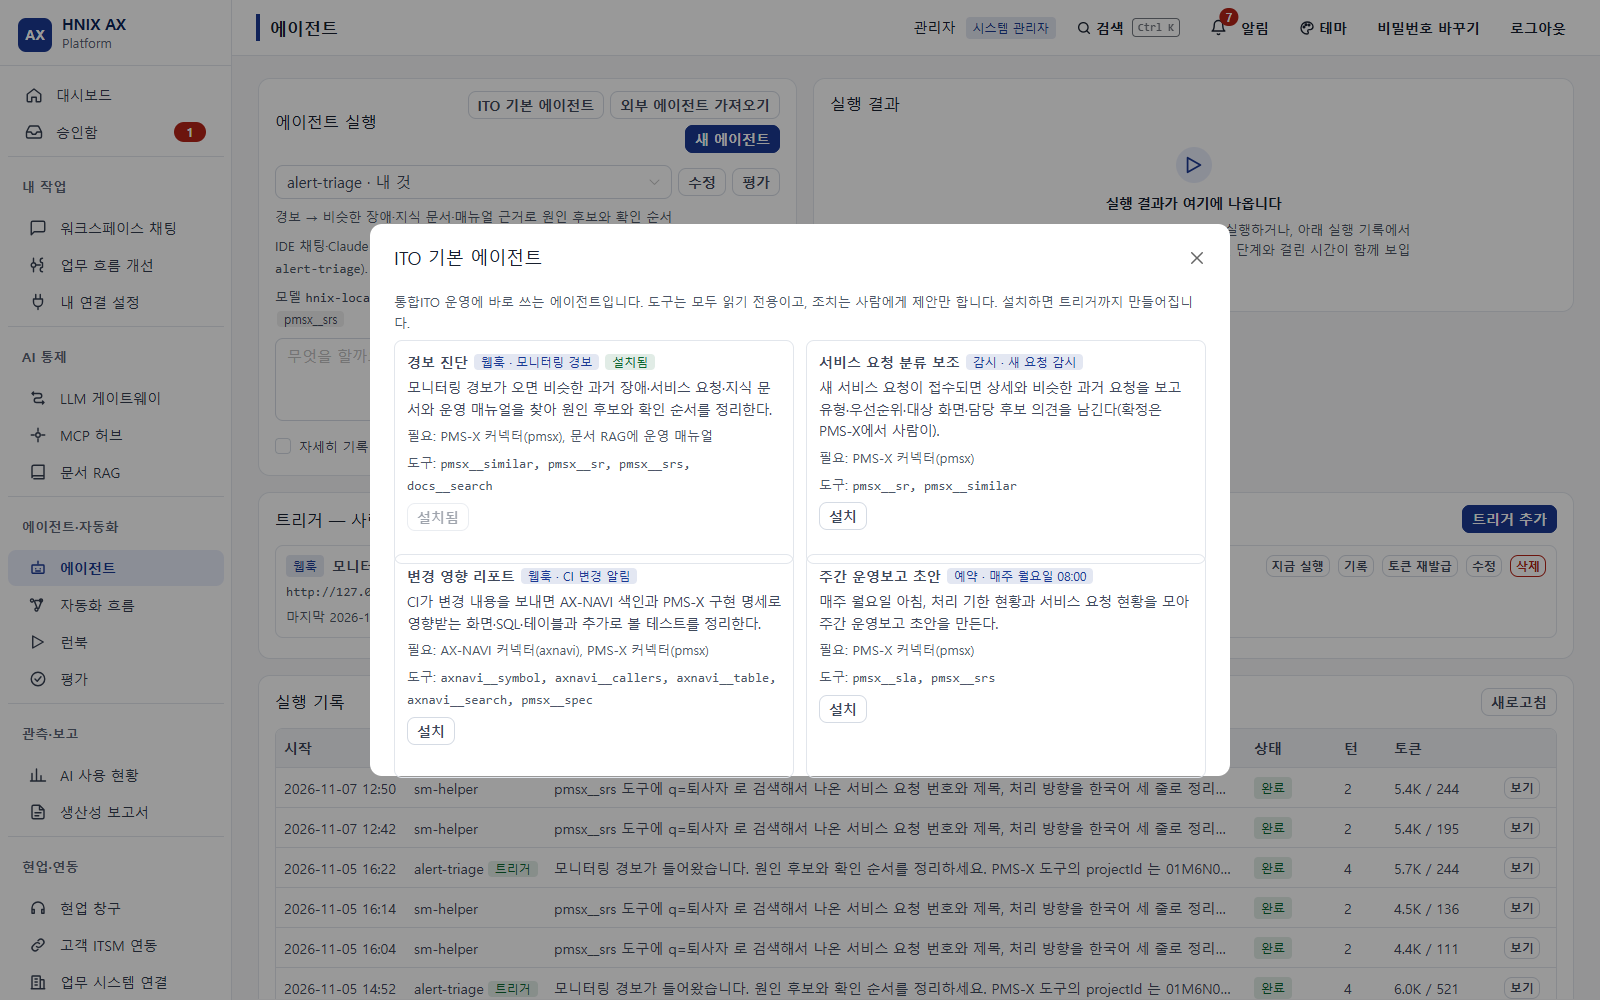 AX
HNIX AX
Platform
대시보드
승인함
1
내 작업
워크스페이스 채팅
업무 흐름 개선
내 연결 설정
AI 통제
LLM 게이트웨이
MCP 허브
문서 RAG
에이전트·자동화
에이전트
자동화 흐름
런북
평가
관측·보고
AI 사용 현황
생산성 보고서
현업·연동
현업 창구
고객 ITSM 연동
업무 시스템 연결
에이전트
관리자
시스템 관리자
검색
Ctrl K
7
알림
테마
비밀번호 바꾸기
로그아웃
에이전트 실행
ITO 기본 에이전트
외부 에이전트 가져오기
새 에이전트
alert-triage · 내 것
수정
평가
경보 → 비슷한 장애·지식 문서·매뉴얼 근거로 원인 후보와 확인 순서
IDE 채팅·Claude
alert-triage).
모델 hnix-loca
pmsx__srs
무엇을 할까
자세히 기록
실행 결과
실행 결과가 여기에 나옵니다
실행하거나, 아래 실행 기록에서
단계와 걸린 시간이 함께 보입
ITO 기본 에이전트
통합ITO 운영에 바로 쓰는 에이전트입니다. 도구는 모두 읽기 전용이고, 조치는 사람에게 제안만 합니다. 설치하면 트리거까지 만들어집니
다.
경보 진단 웹훅 · 모니터링 경보 설치됨
모니터링 경보가 오면 비슷한 과거 장애·서비스 요청·지식 문
서와 운영 매뉴얼을 찾아 원인 후보와 확인 순서를 정리한다.
필요: PMS-X 커넥터(pmsx), 문서 RAG에 운영 매뉴얼
도구: pmsx__similar, pmsx__sr, pmsx__srs,
docs__search
설치됨
서비스 요청 분류 보조 감시 · 새 요청 감시
새 서비스 요청이 접수되면 상세와 비슷한 과거 요청을 보고
유형·우선순위·대상 화면·담당 후보 의견을 남긴다(확정은
PMS-X에서 사람이).
필요: PMS-X 커넥터(pmsx)
도구: pmsx__sr, pmsx__similar
설치
변경 영향 리포트 웹훅 · CI 변경 알림
CI가 변경 내용을 보내면 AX-NAVI 색인과 PMS-X 구현 명세로
영향받는 화면·SQL·테이블과 추가로 볼 테스트를 정리한다.
필요: AX-NAVI 커넥터(axnavi), PMS-X 커넥터(pmsx)
도구: axnavi__symbol, axnavi__callers, axnavi__table,
axnavi__search, pmsx__spec
설치
주간 운영보고 초안 예약 · 매주 월요일 08:00
매주 월요일 아침, 처리 기한 현황과 서비스 요청 현황을 모아
주간 운영보고 초안을 만든다.
필요: PMS-X 커넥터(pmsx)
도구: pmsx__sla, pmsx__srs
설치
트리거 — 사
트리거 추가
웹훅 모니터
http://127.0
마지막 2026-1
지금 실행
기록
토큰 재발급
수정
삭제
실행 기록
새로고침
시작 상태 턴 토큰
2026-11-07 12:50 sm-helper pmsx__srs 도구에 q=퇴사자 로 검색해서 나온 서비스 요청 번호와 제목, 처리 방향을 한국어 세 줄로 정리... 완료 2 5.4K / 244 보기
2026-11-07 12:42 sm-helper pmsx__srs 도구에 q=퇴사자 로 검색해서 나온 서비스 요청 번호와 제목, 처리 방향을 한국어 세 줄로 정리... 완료 2 5.4K / 195 보기
2026-11-05 16:22 alert-triage 트리거 모니터링 경보가 들어왔습니다. 원인 후보와 확인 순서를 정리하세요. PMS-X 도구의 projectId 는 01M6N0... 완료 4 5.7K / 244 보기
2026-11-05 16:14 sm-helper pmsx__srs 도구에 q=퇴사자 로 검색해서 나온 서비스 요청 번호와 제목, 처리 방향을 한국어 세 줄로 정리... 완료 2 4.5K / 136 보기
2026-11-05 16:04 sm-helper pmsx__srs 도구에 q=퇴사자 로 검색해서 나온 서비스 요청 번호와 제목, 처리 방향을 한국어 세 줄로 정리... 완료 2 4.4K / 111 보기
2026-11-05 14:52 alert-triage 트리거 모니터링 경보가 들어왔습니다. 원인 후보와 확인 순서를 정리하세요. PMS-X 도구의 projectId 는 01M6N0... 완료 4 6.0K / 521 보기